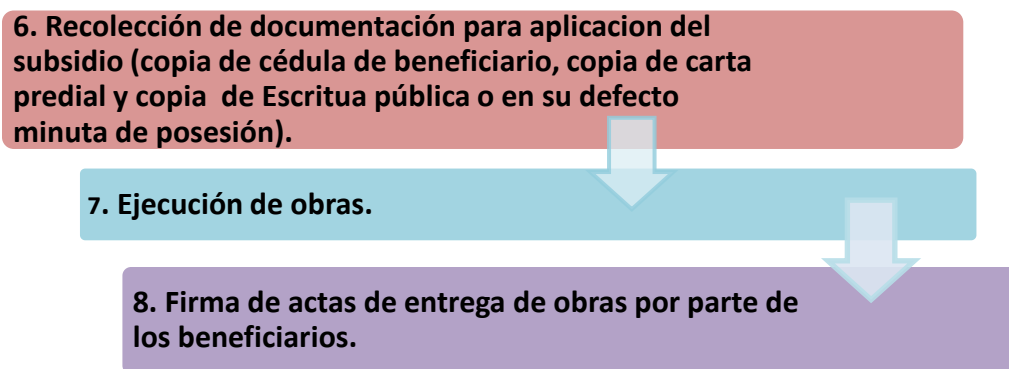 6. Recolección de documentación para aplicacion del
subsidio (copia de cédula de beneficiario, copia de carta
predial y copia  de Escritua pública o en su defecto
minuta de posesión).
7. Ejecución de obras.
8. Firma de actas de entrega de obras por parte de
los beneficiarios.